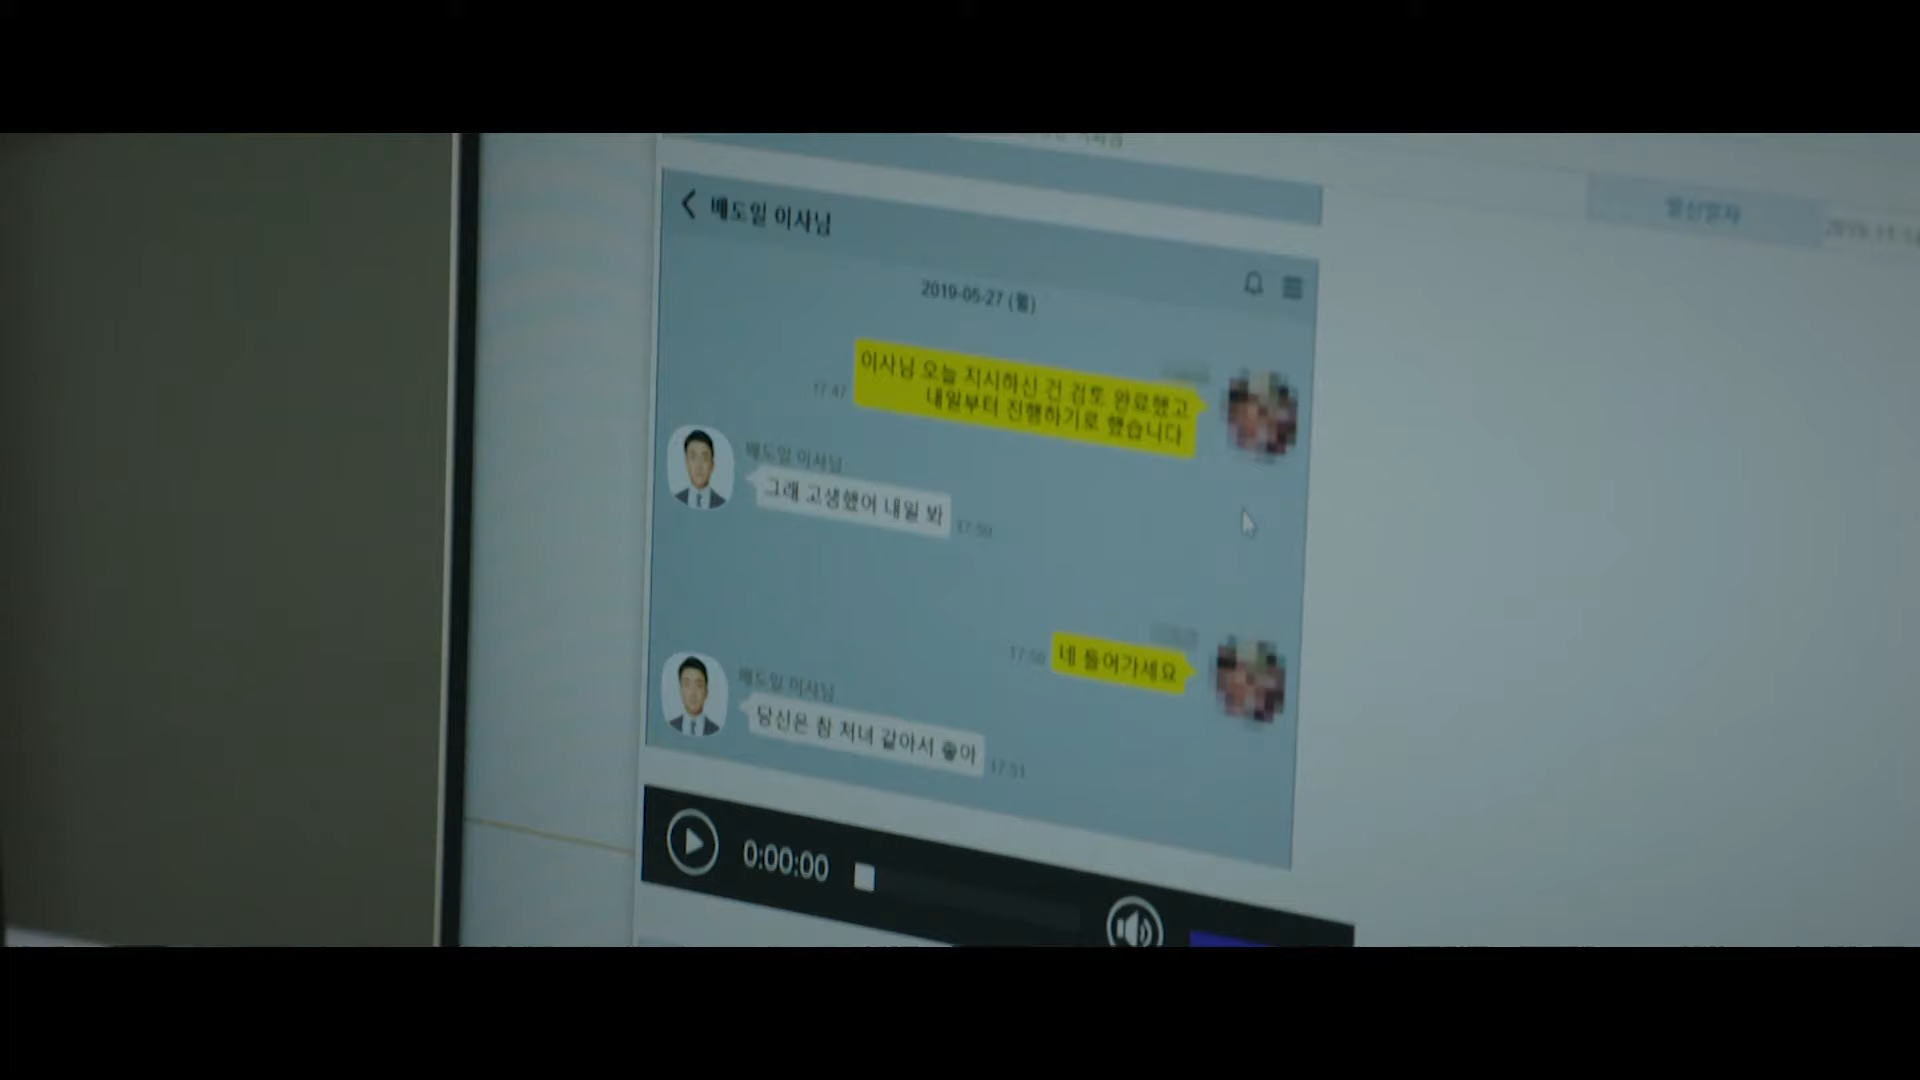 배도일 이사님
발신일자
2019-05-27 (월)
이사님 오늘 지시하신 건 검토 완료했고
내일부터 진행하기로 했습니다
17:47
배도일 이사님
그래 고생했어 내일 봐
17:50
네 들어가세요
17:50
배도일 이사님
당신은 참 처녀 같아서 좋아
17:51
0:00:00